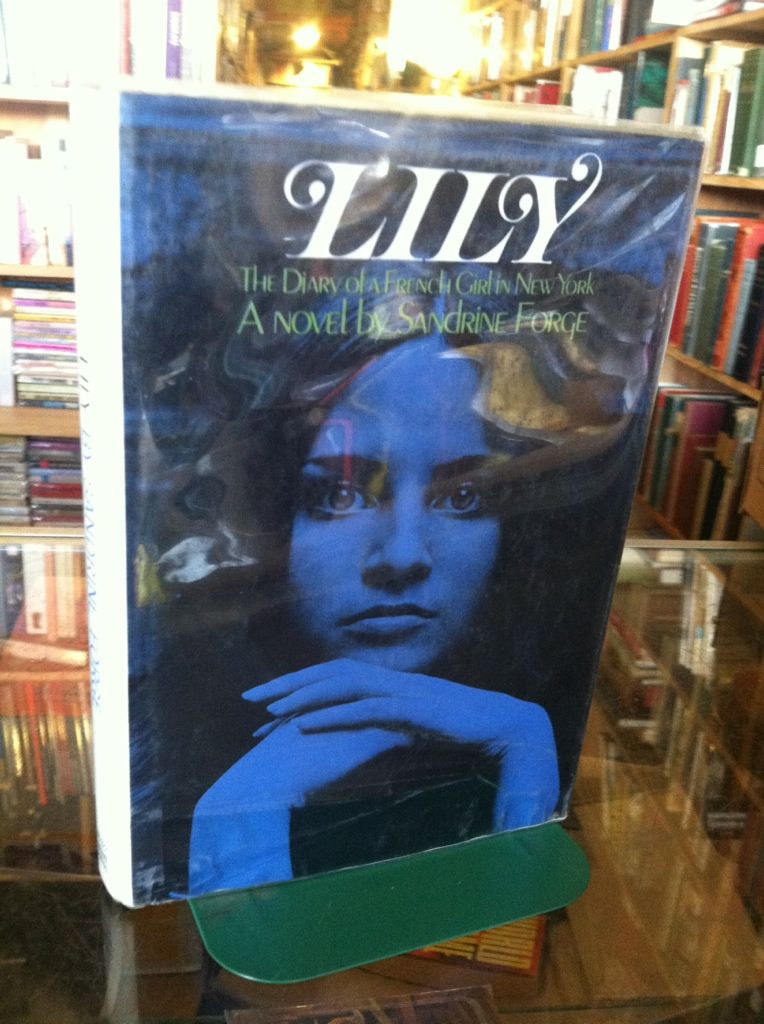 LILY
The Diary of a French Girl in New York
A novel by Sandrine Forge